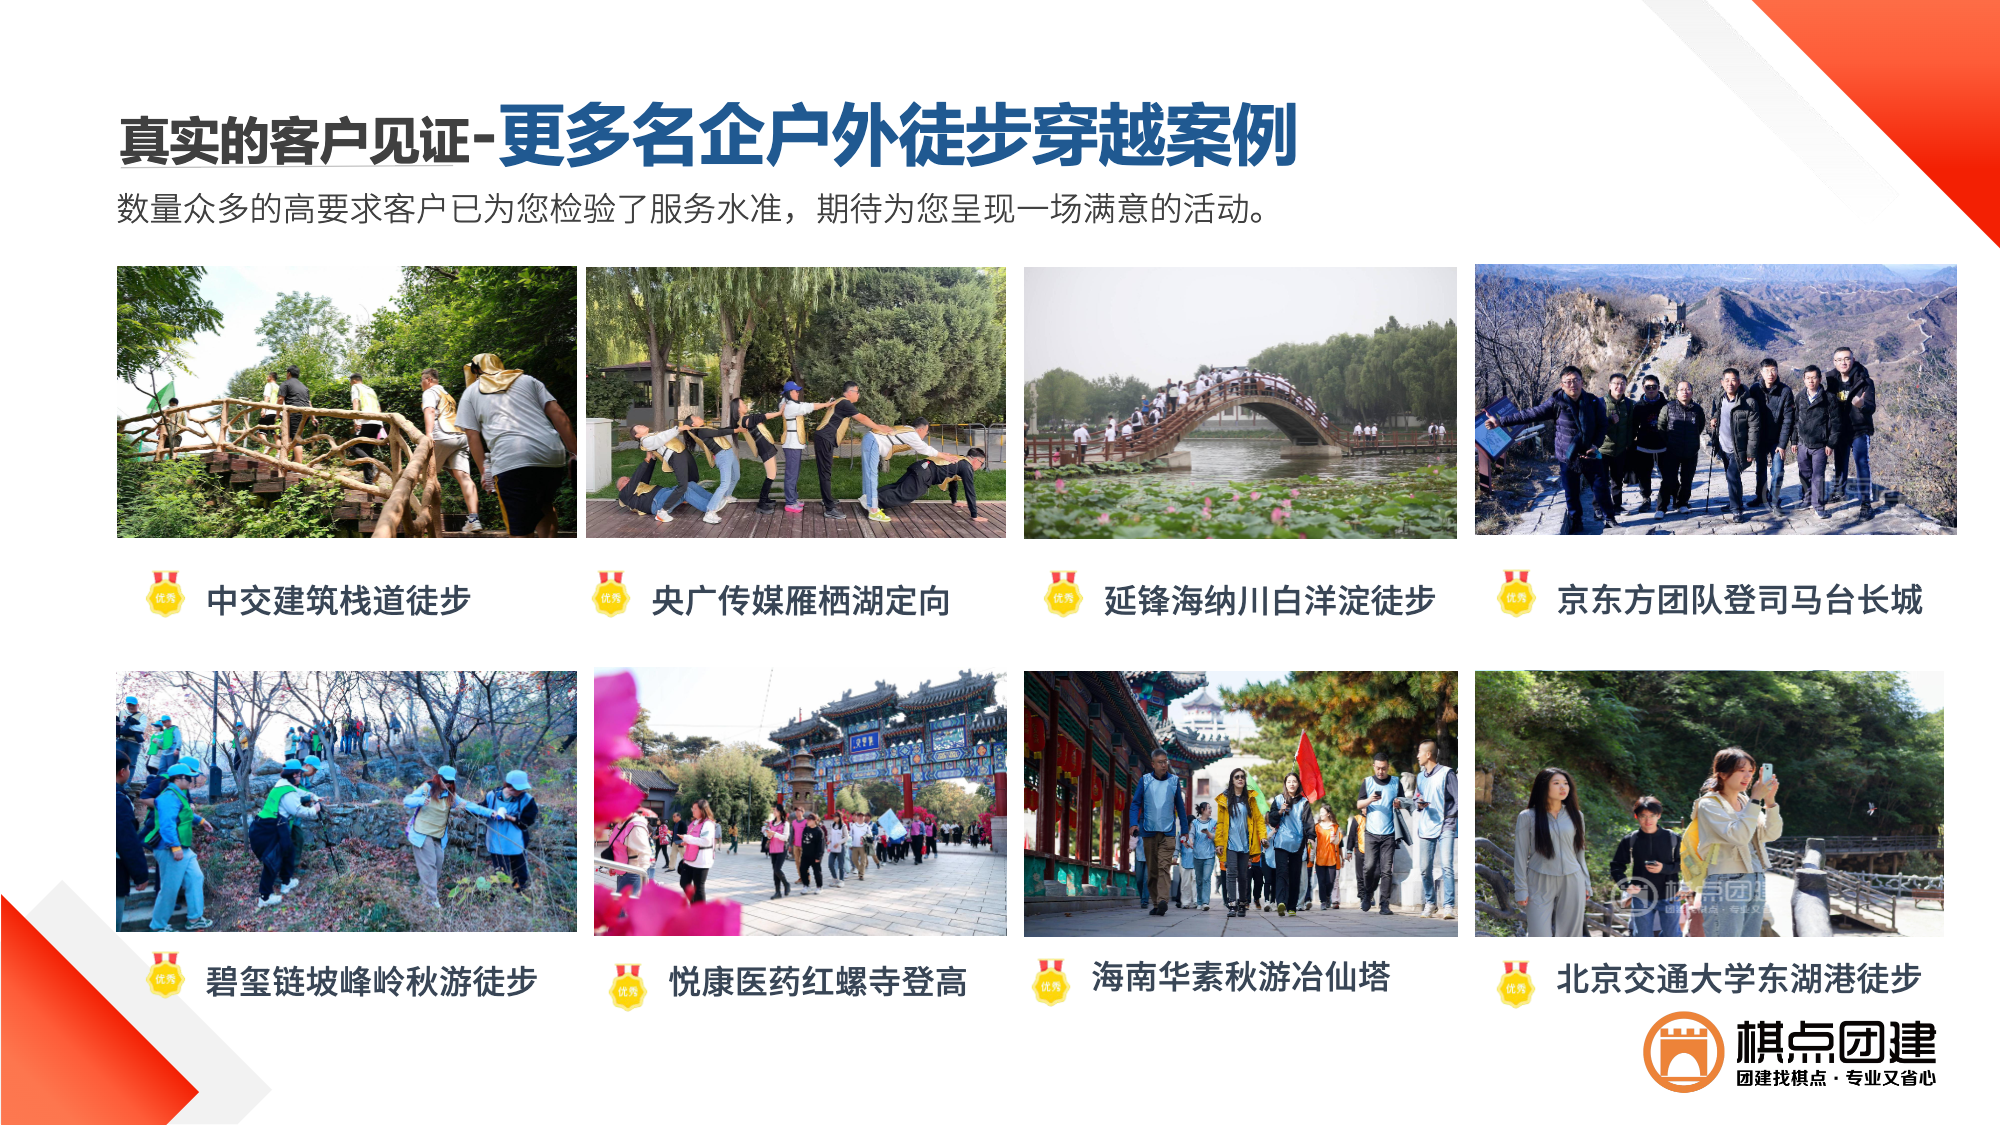 真实的客户见证-更多名企户外徒步穿越案例
数量众多的高要求客户已为您检验了服务水准，期待为您呈现一场满意的活动。
优秀 中交建筑栈道徒步
优秀 央广传媒雁栖湖定向
优秀 延锋海纳川白洋淀徒步
优秀 京东方团队登司马台长城
棋点团建
优秀 碧玺链坡峰岭秋游徒步
优秀 悦康医药红螺寺登高
优秀 海南华素秋游冶仙塔
优秀 北京交通大学东湖港徒步
棋点团建
团建找棋点·专业又省心